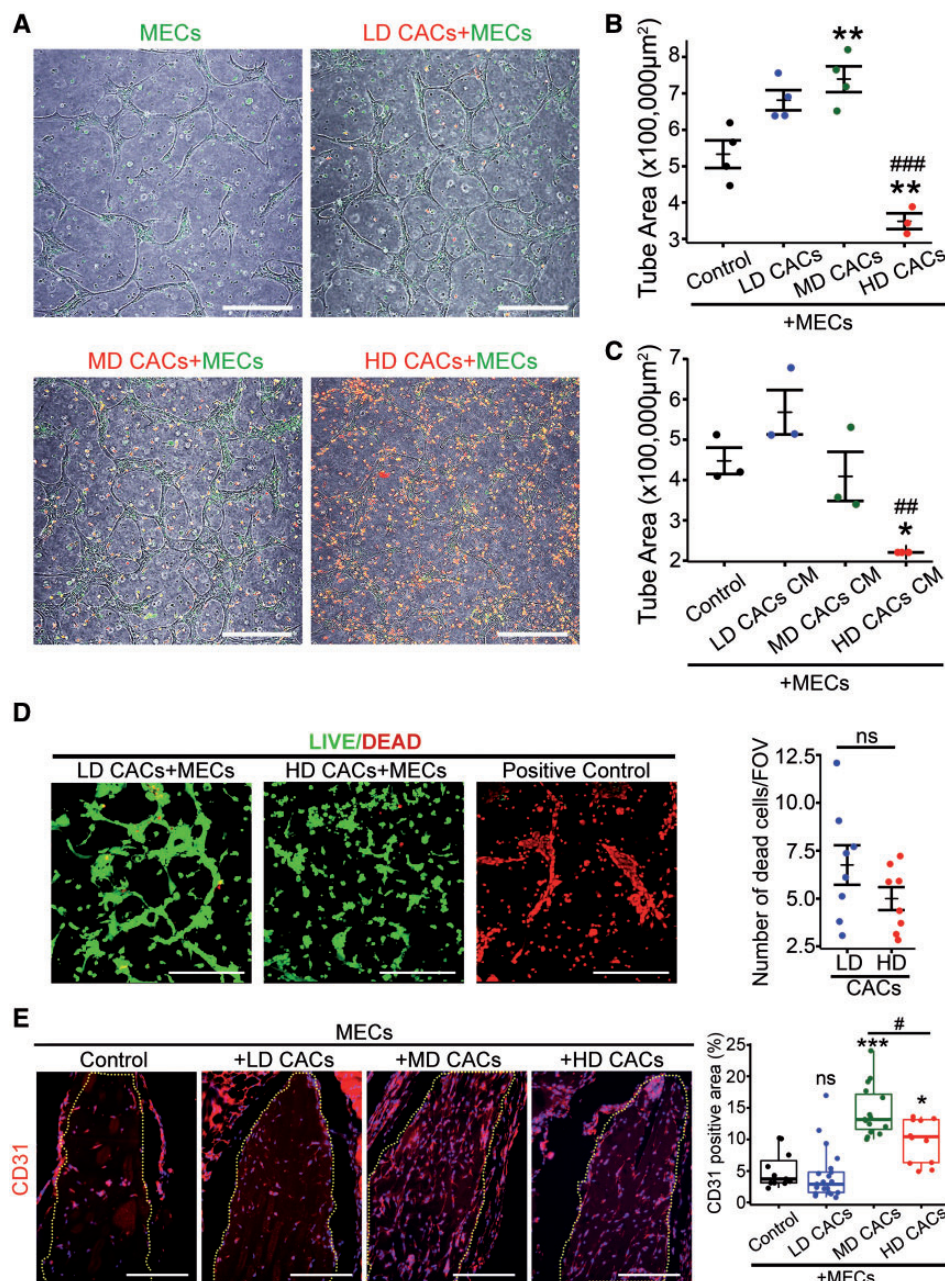 A
MECs
LD CACs+MECs
MD CACs+MECs
HD CACs+MECs
B
Tube Area (x100,000µm²)
8
7
6
5
4
3
**
###
**
Control
LD CACs
MD CACs
HD CACs
+MECs
C
Tube Area (x100,000µm²)
7
6
5
4
3
2
##
*
Control
LD CACs CM
MD CACs CM
HD CACs CM
+MECs
D
LIVE/DEAD
LD CACs+MECs
HD CACs+MECs
Positive Control
Number of dead cells/FOV
12.5
10.0
7.5
5.0
2.5
ns
LD
HD
CACs
E
MECs
Control
+LD CACs
+MD CACs
+HD CACs
CD31
CD31 positive area (%)
25
20
15
10
5
0
ns
***
#
*
Control
LD CACs
MD CACs
HD CACs
+MECs